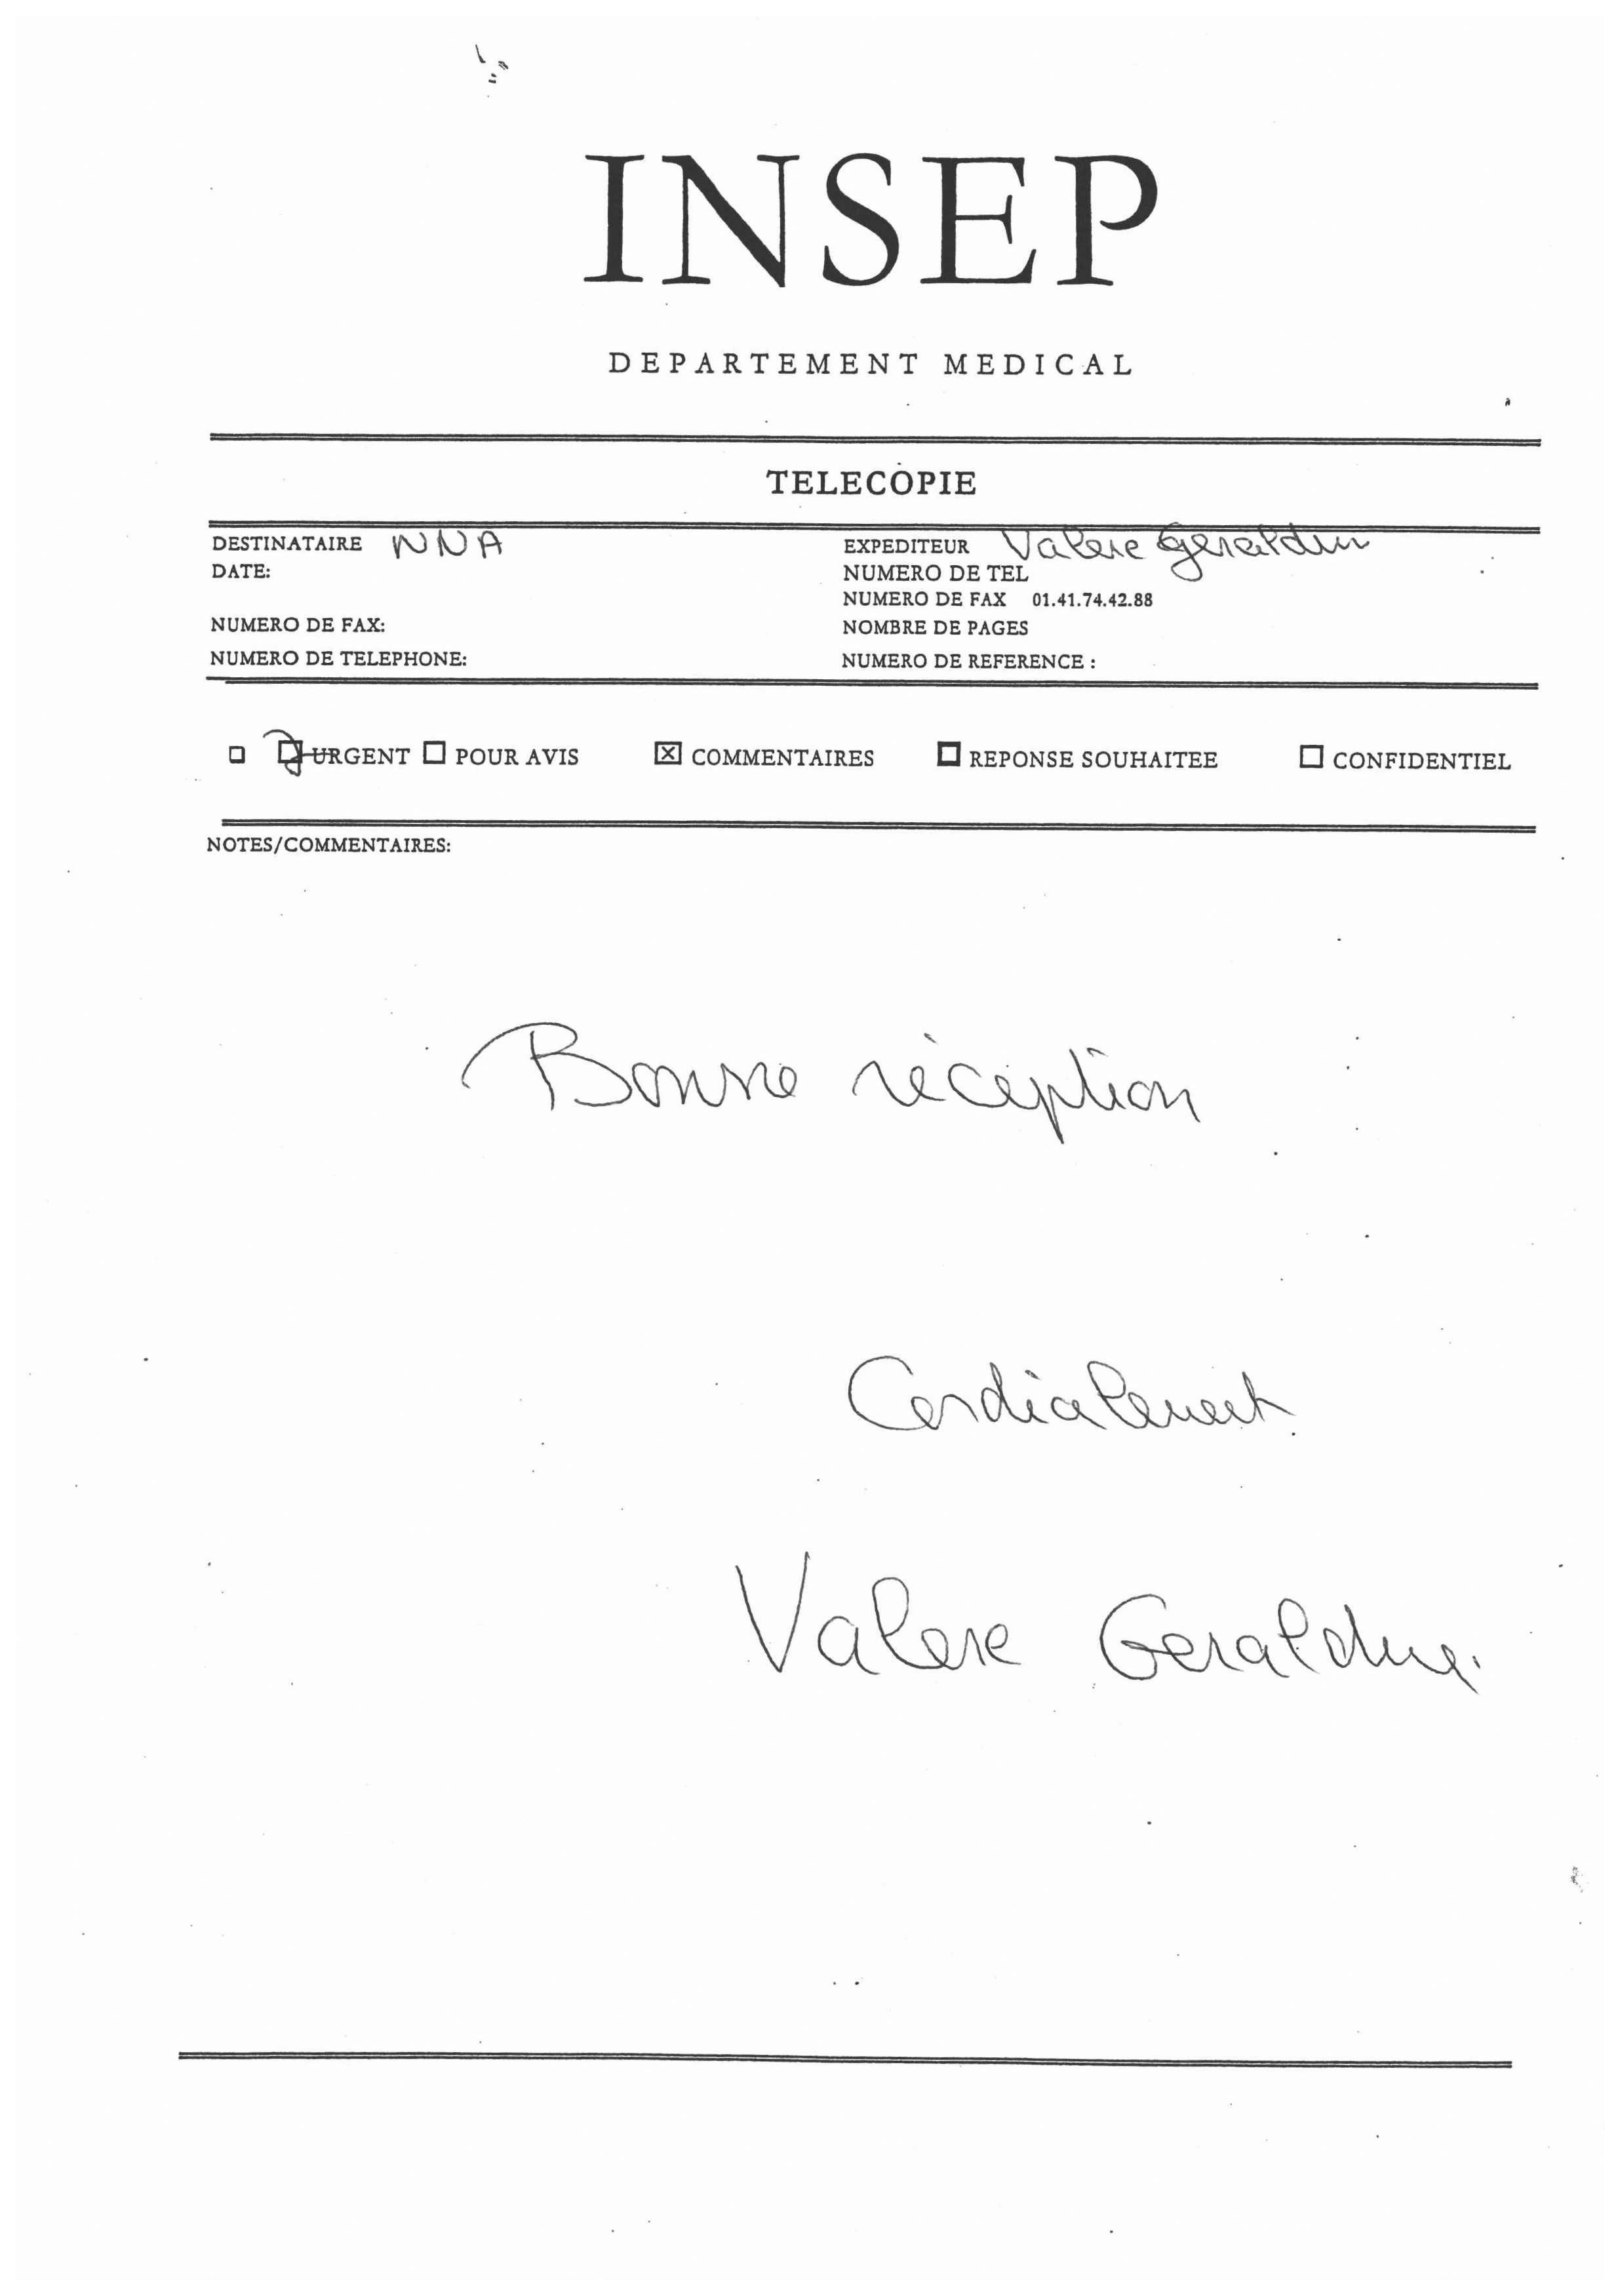 INSEP
DEPARTEMENT MEDICAL
TELECOPIE
DESTINATAIRE NNA
EXPEDITEUR Valere Geraldine
DATE:
NUMERO DE TEL
NUMERO DE FAX 01.41.74.42.88
NUMERO DE FAX:
NOMBRE DE PAGES
NUMERO DE TELEPHONE:
NUMERO DE REFERENCE :
URGENT POUR AVIS COMMENTAIRES REPONSE SOUHAITEE CONFIDENTIEL
NOTES/COMMENTAIRES:
Bonne réception
Cordialement
Valere Geraldine.